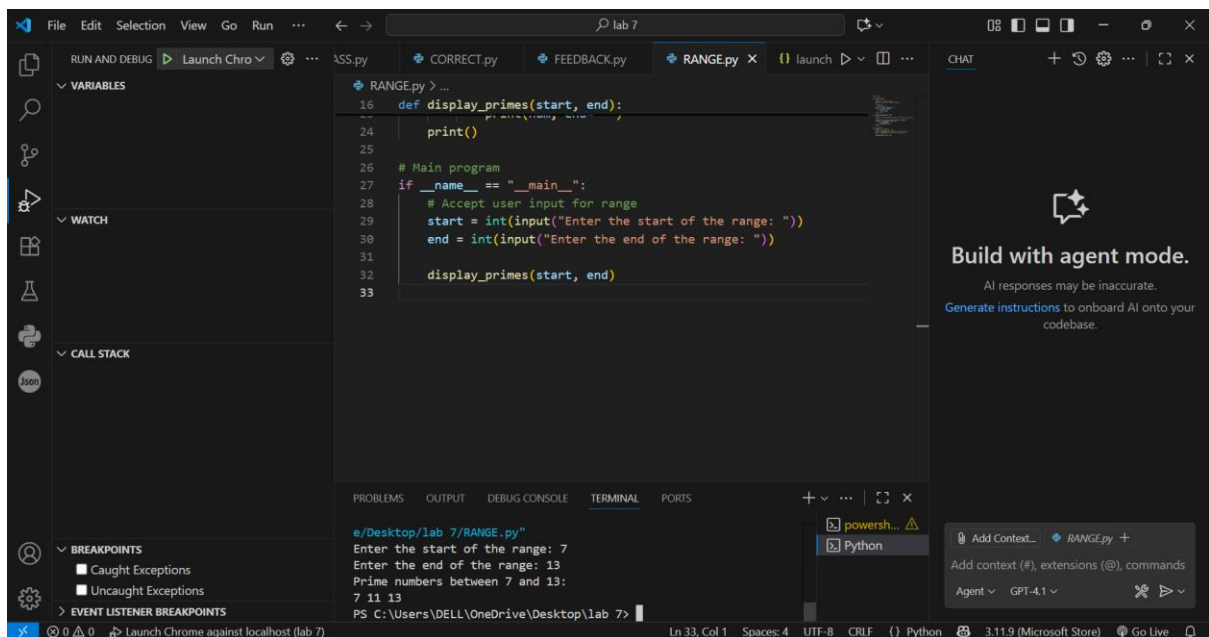 File Edit Selection View Go Run ··· lab 7
RUN AND DEBUG Launch Chro ···
VARIABLES
WATCH
CALL STACK
BREAKPOINTS
Caught Exceptions
Uncaught Exceptions
EVENT LISTENER BREAKPOINTS
ASS.py CORRECT.py FEEDBACK.py RANGE.py {} launch ···
RANGE.py > ...
16 def display_primes(start, end):
24 print()
25
26 # Main program
27 if __name__ == "__main__":
28 # Accept user input for range
29 start = int(input("Enter the start of the range: "))
30 end = int(input("Enter the end of the range: "))
31
32 display_primes(start, end)
33
PROBLEMS OUTPUT DEBUG CONSOLE TERMINAL PORTS
e/Desktop/lab 7/RANGE.py"
Enter the start of the range: 7
Enter the end of the range: 13
Prime numbers between 7 and 13:
7 11 13
PS C:\Users\DELL\OneDrive\Desktop\lab 7>
powersh...
Python
CHAT
Build with agent mode.
AI responses may be inaccurate.
Generate instructions to onboard AI onto your
codebase.
Add Context... RANGE.py +
Add context (#), extensions (@), commands
Agent GPT-4.1
Json
0 0 Launch Chrome against localhost (lab 7) Ln 33, Col 1 Spaces: 4 UTF-8 CRLF {} Python 3.11.9 (Microsoft Store) Go Live